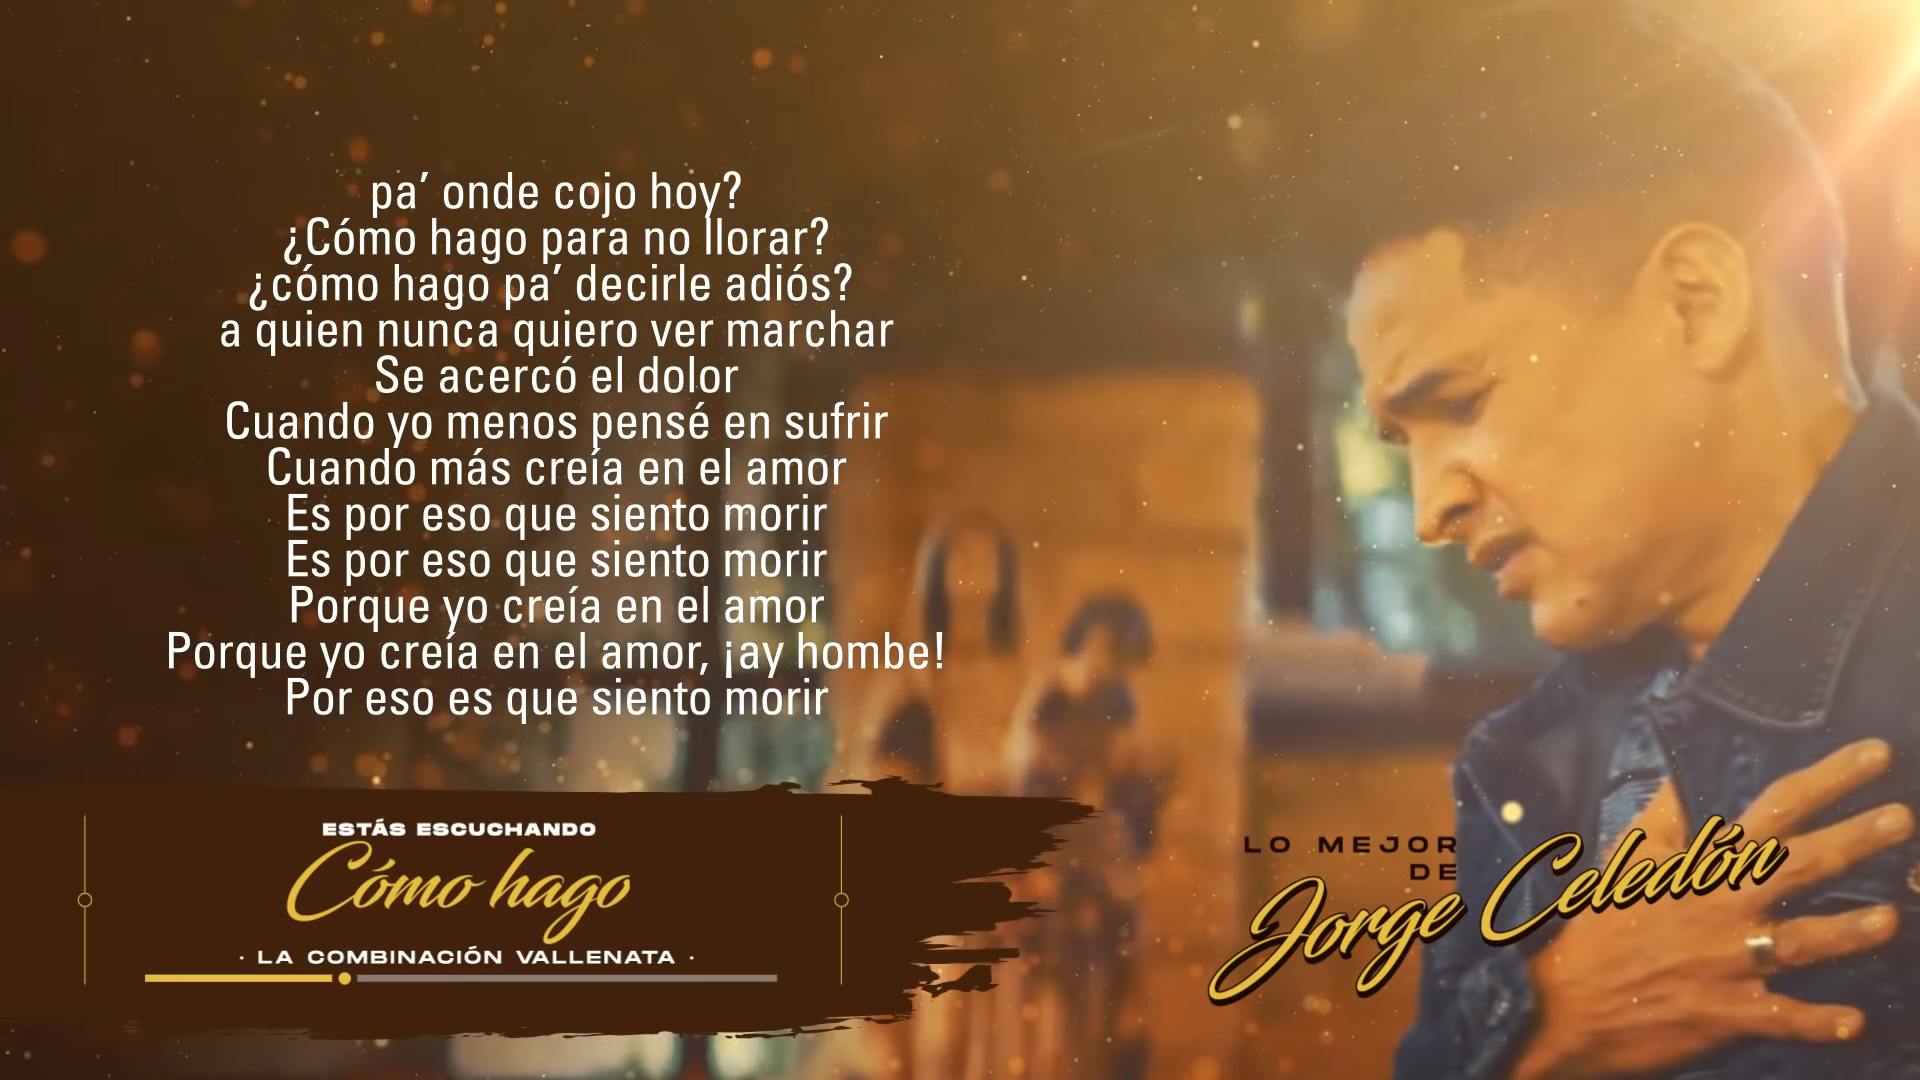 pa’ onde cojo hoy?
¿Cómo hago para no llorar?
¿cómo hago pa’ decirle adiós?
a quien nunca quiero ver marchar
Se acercó el dolor
Cuando yo menos pensé en sufrir
Cuando más creía en el amor
Es por eso que siento morir
Es por eso que siento morir
Porque yo creía en el amor
Porque yo creía en el amor, ¡ay hombe!
Por eso es que siento morir
ESTÁS ESCUCHANDO
Cómo hago
· LA COMBINACIÓN VALLENATA ·
LO MEJOR
DE
Jorge Celedón